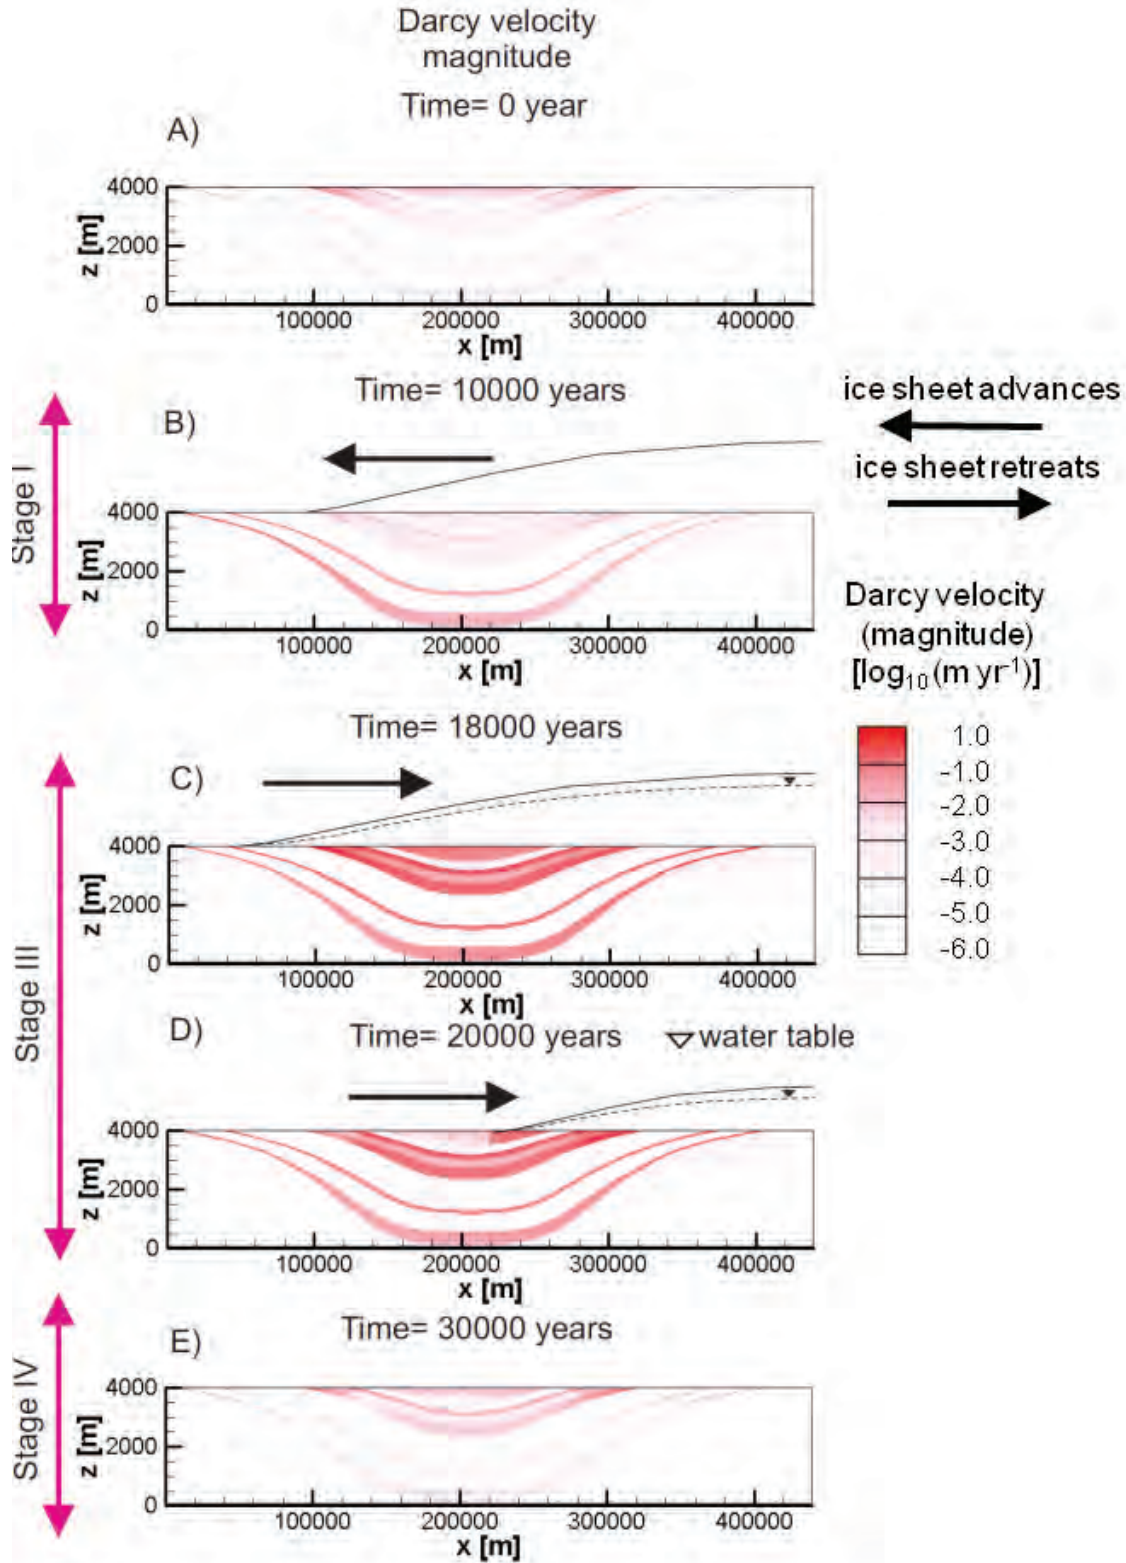 Darcy velocity
magnitude
Time= 0 year
A)
4000
2000
0
z [m]
100000 200000 300000 400000
x [m]
Stage I
Time= 10000 years
B)
4000
2000
0
z [m]
100000 200000 300000 400000
x [m]
ice sheet advances
ice sheet retreats
Darcy velocity
(magnitude)
[log10 (m yr-1)]
1.0
-1.0
-2.0
-3.0
-4.0
-5.0
-6.0
Stage III
Time= 18000 years
C)
4000
2000
0
z [m]
100000 200000 300000 400000
x [m]
D)
Time= 20000 years
water table
4000
2000
0
z [m]
100000 200000 300000 400000
x [m]
Stage IV
Time= 30000 years
E)
4000
2000
0
z [m]
100000 200000 300000 400000
x [m]